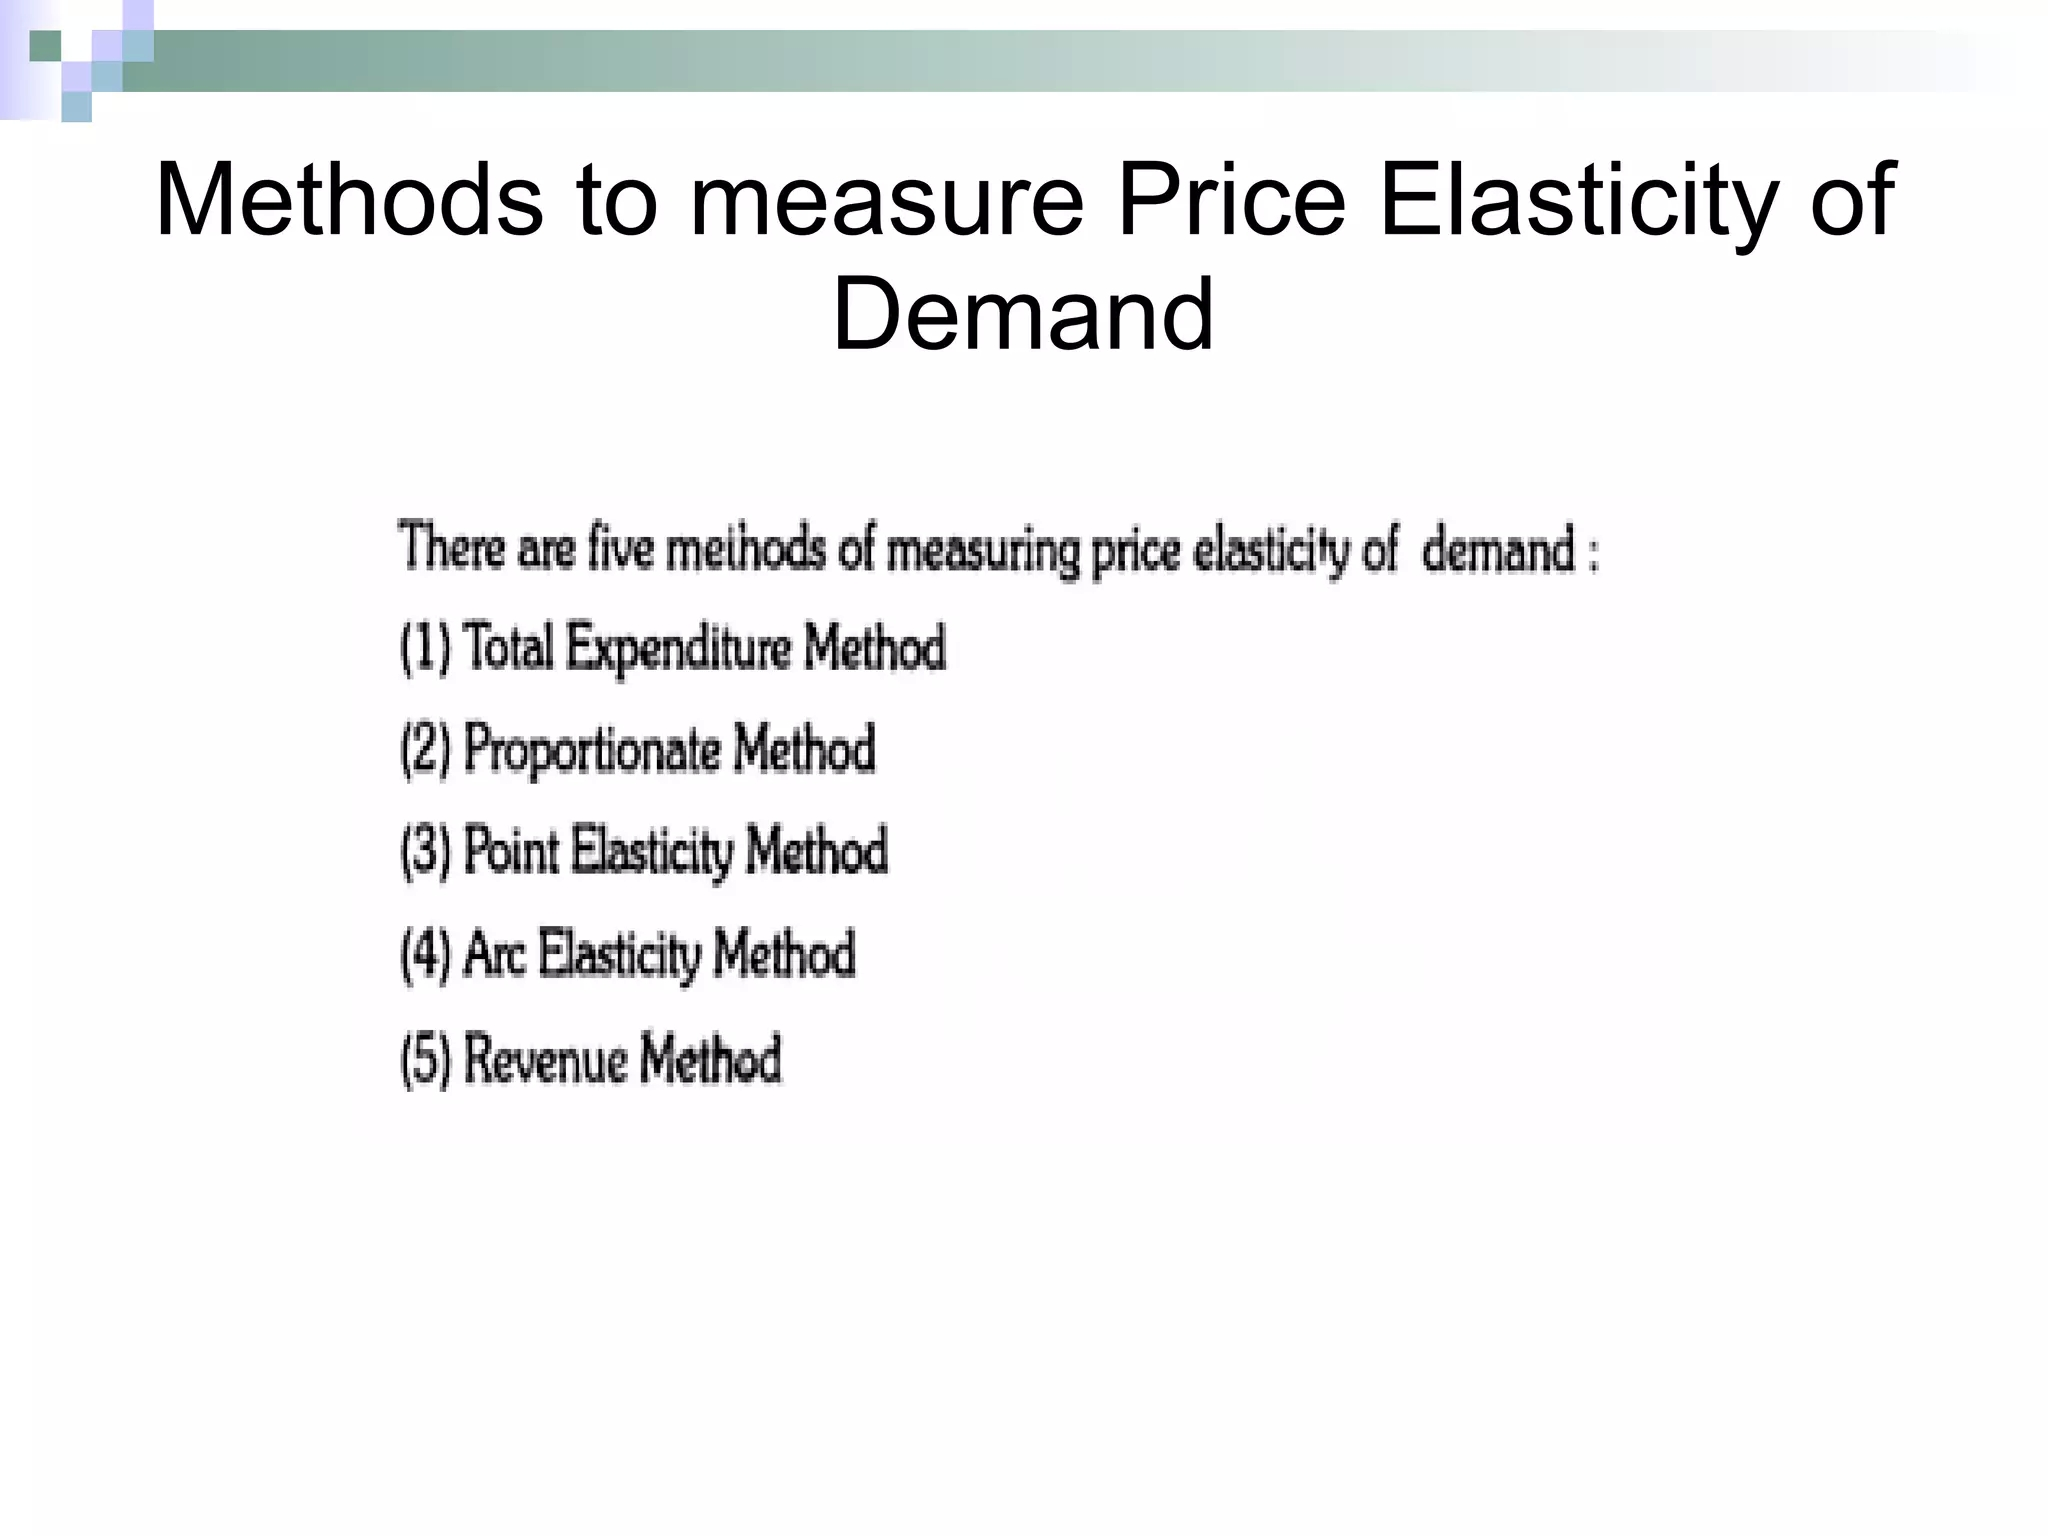 Methods to measure Price Elasticity of
Demand
There are five methods of measuring price elasticity of demand :
(1) Total Expenditure Method
(2) Proportionate Method
(3) Point Elasticity Method
(4) Arc Elasticity Method
(5) Revenue Method